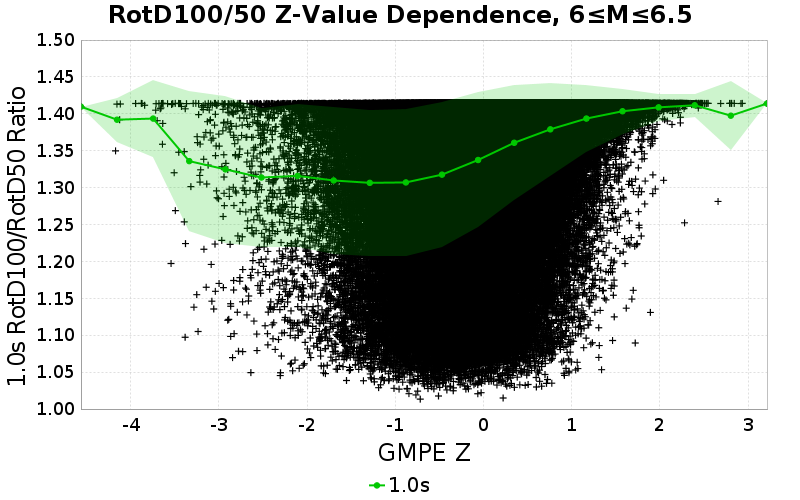 RotD100/50 Z-Value Dependence, 6≤M≤6.5
1.50
1.45
1.40
1.35
1.30
1.25
1.20
1.15
1.10
1.05
1.00
1.0s RotD100/RotD50 Ratio
-4 -3 -2 -1 0 1 2 3
GMPE Z
1.0s